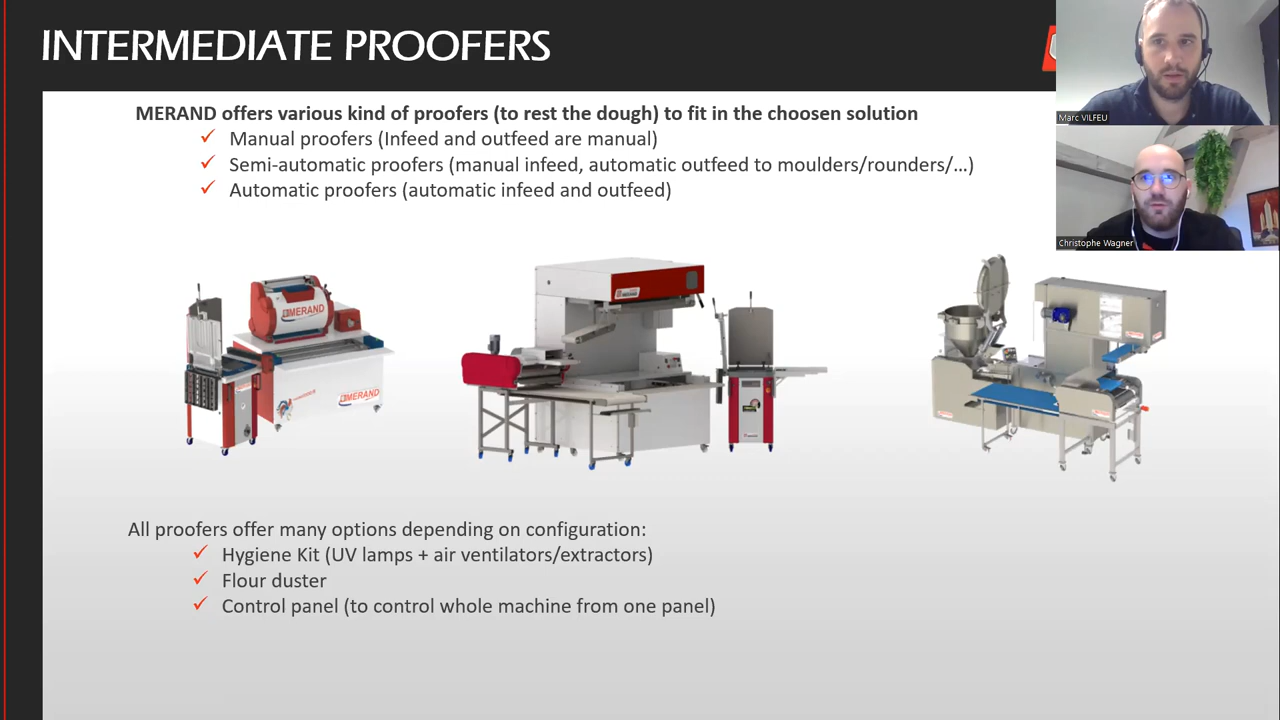 INTERMEDIATE PROOFERS
MERAND offers various kind of proofers (to rest the dough) to fit in the choosen solution
✓ Manual proofers (Infeed and outfeed are manual)
✓ Semi-automatic proofers (manual infeed, automatic outfeed to moulders/rounders/…)
✓ Automatic proofers (automatic infeed and outfeed)
Marc VILFEU
Christophe Wagner
MERAND
MERAND
All proofers offer many options depending on configuration:
✓ Hygiene Kit (UV lamps + air ventilators/extractors)
✓ Flour duster
✓ Control panel (to control whole machine from one panel)